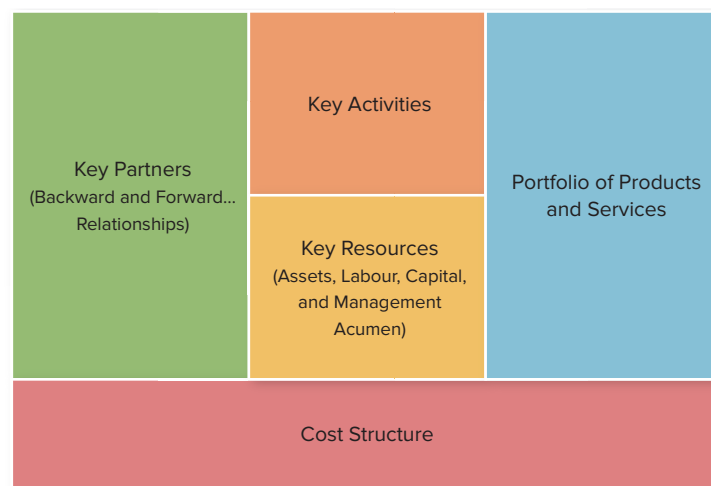 Key Partners
(Backward and Forward...
Relationships)
Key Activities
Key Resources
(Assets, Labour, Capital,
and Management
Acumen)
Portfolio of Products
and Services
Cost Structure